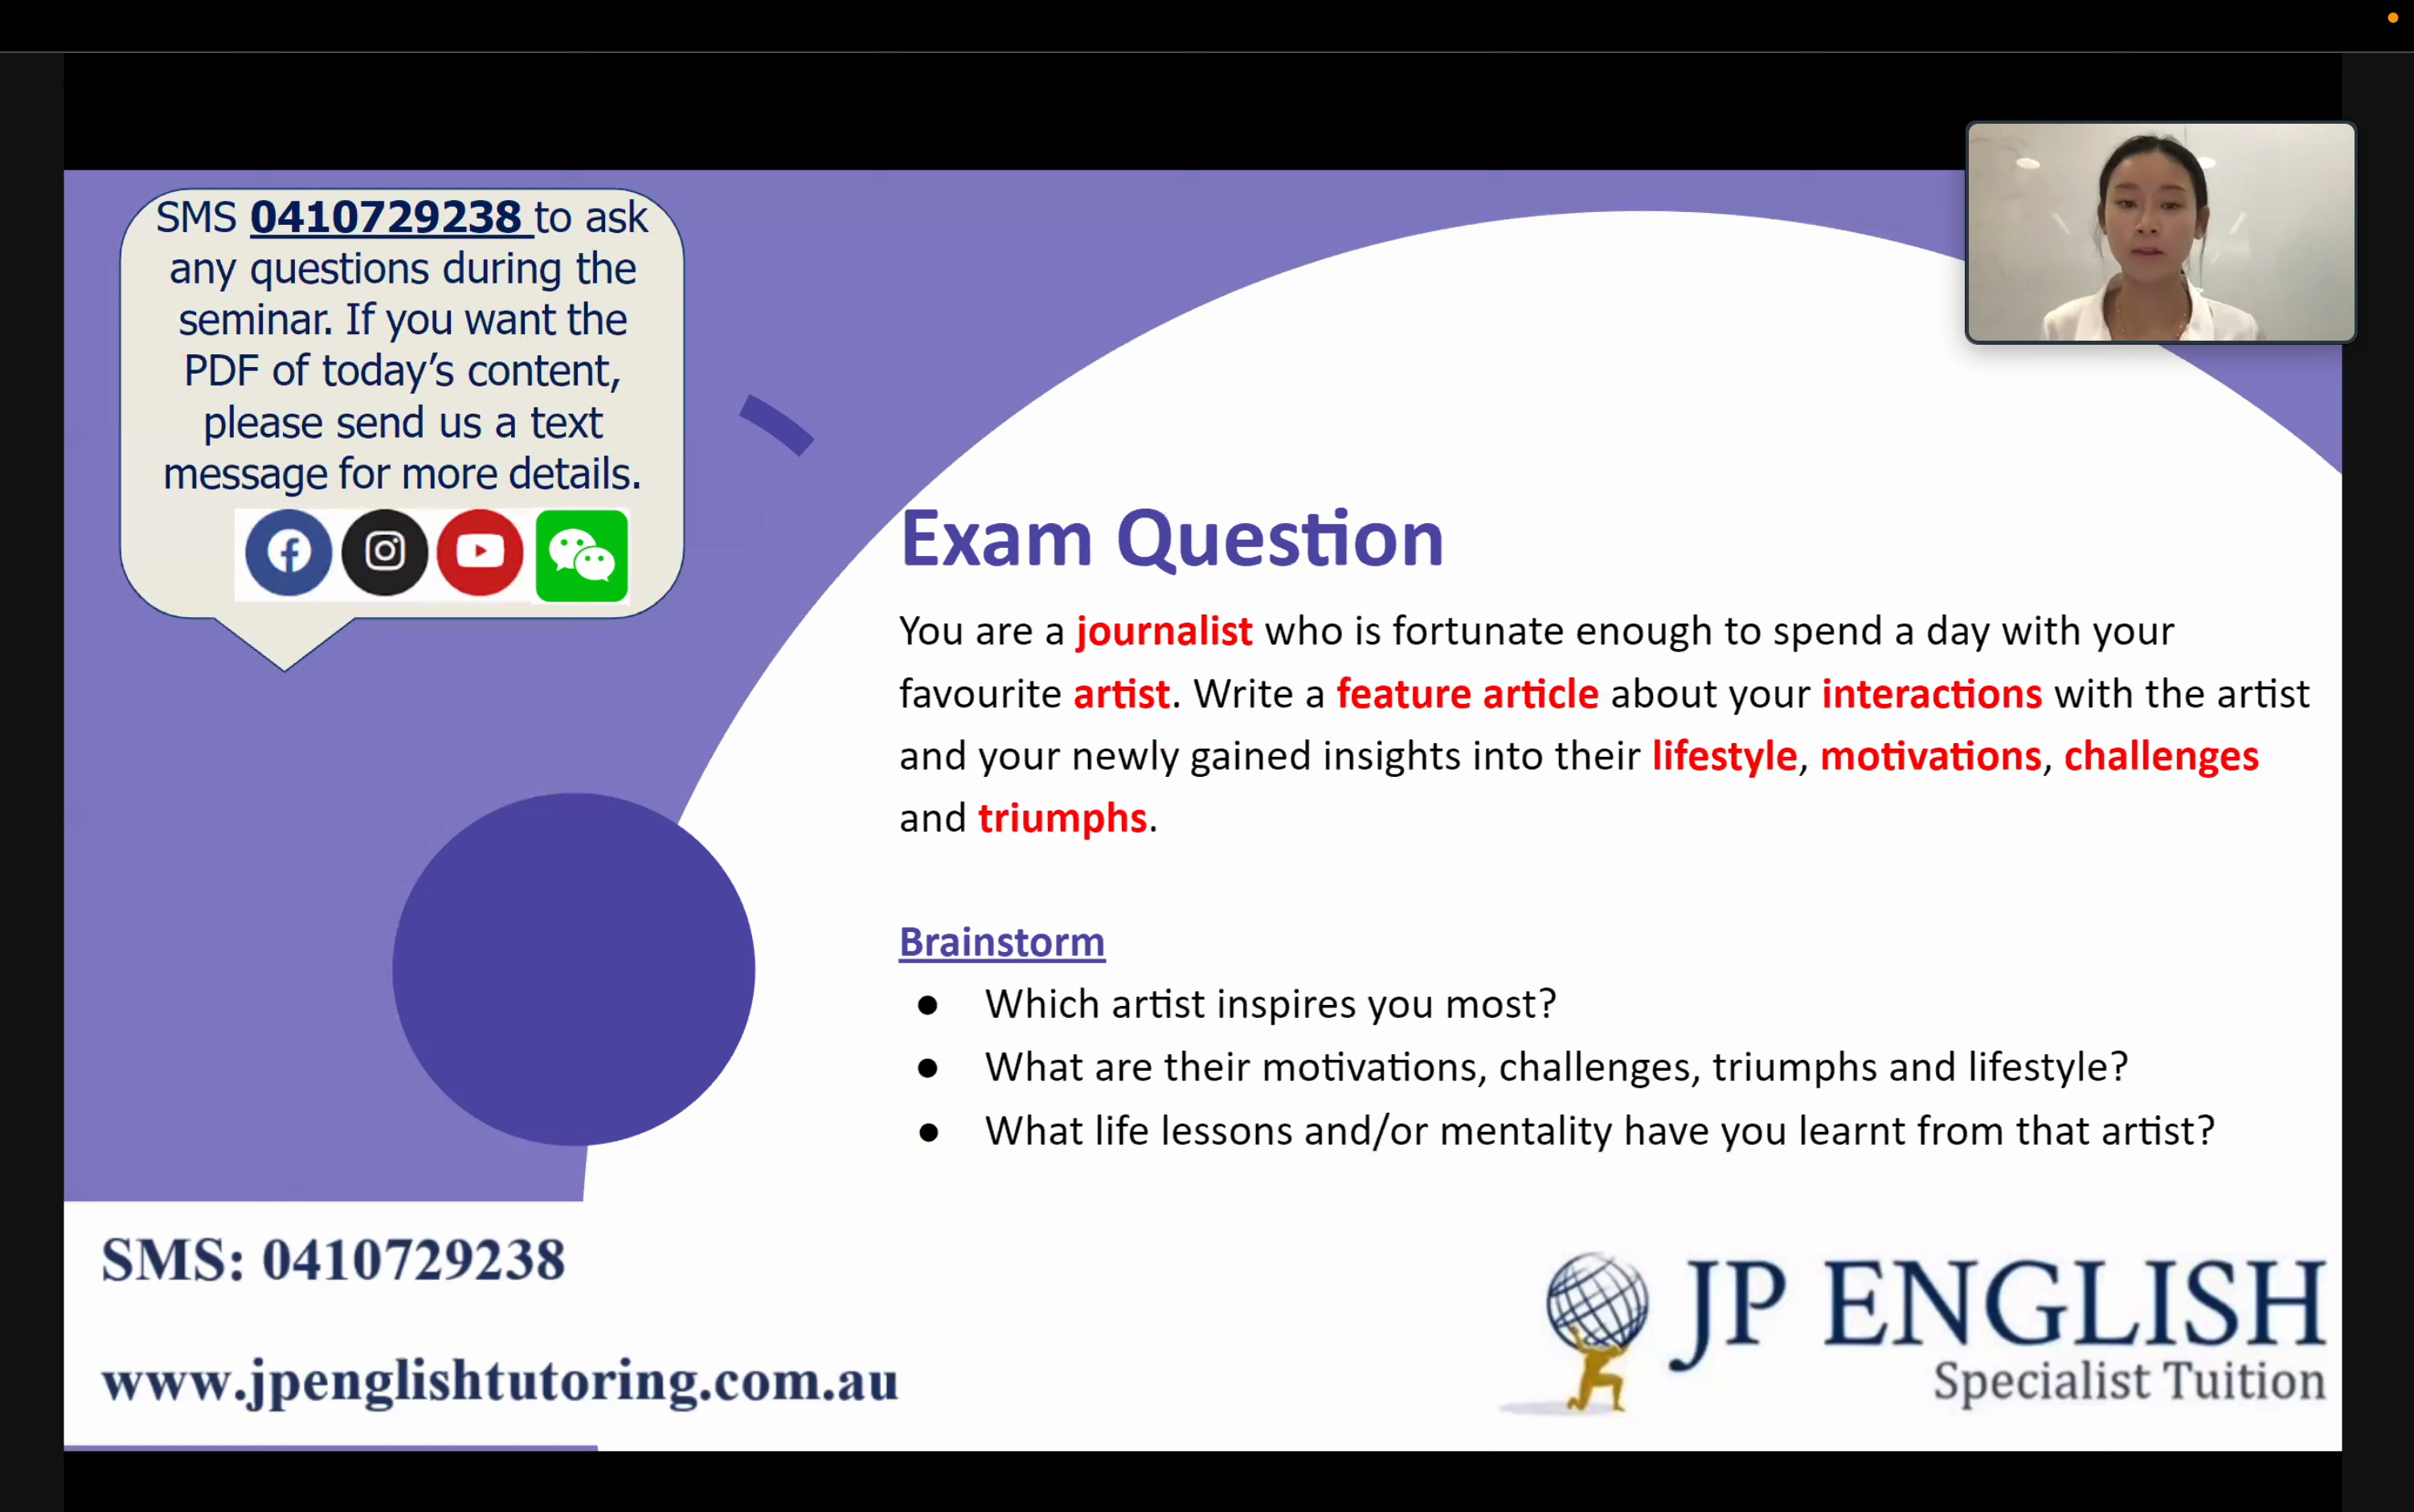 SMS 0410729238 to ask
any questions during the
seminar. If you want the
PDF of today’s content,
please send us a text
message for more details.
Exam Question
You are a journalist who is fortunate enough to spend a day with your
favourite artist. Write a feature article about your interactions with the artist
and your newly gained insights into their lifestyle, motivations, challenges
and triumphs.
Brainstorm
● Which artist inspires you most?
● What are their motivations, challenges, triumphs and lifestyle?
● What life lessons and/or mentality have you learnt from that artist?
SMS: 0410729238
www.jpenglishtutoring.com.au
JP ENGLISH
Specialist Tuition